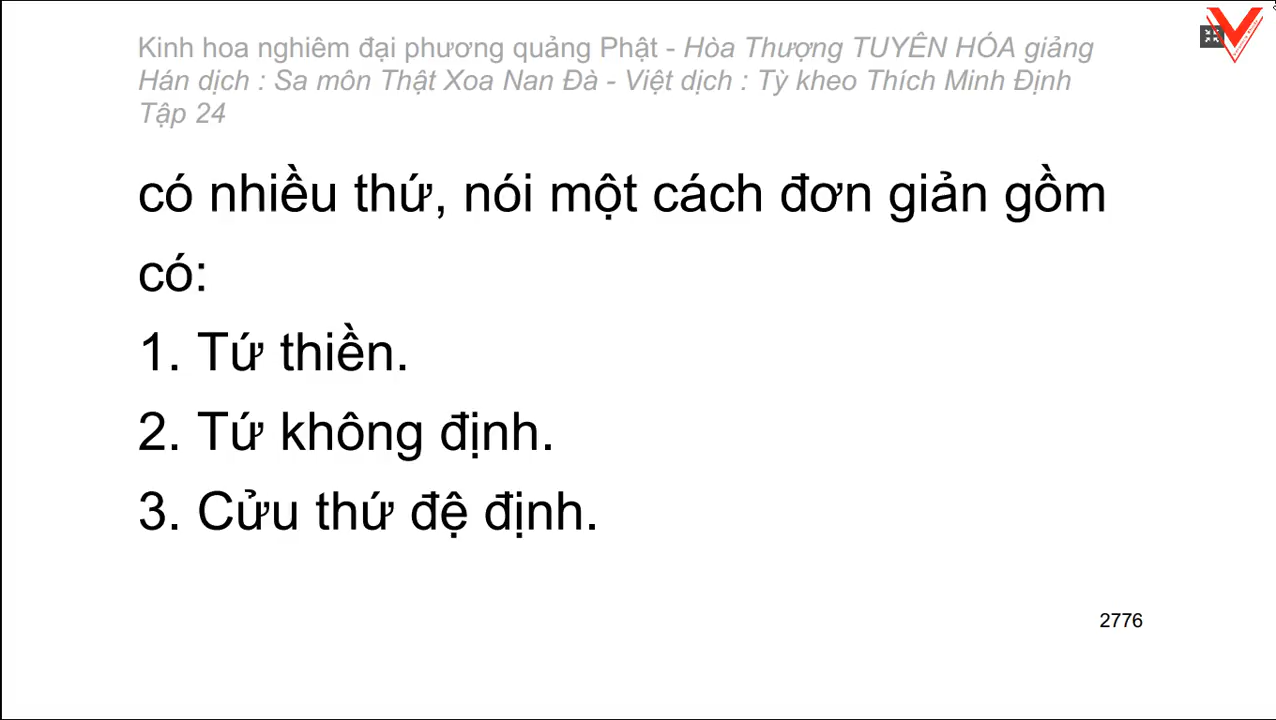 Kinh hoa nghiêm đại phương quảng Phật - Hòa Thượng TUYÊN HÓA giảng
Hán dịch : Sa môn Thật Xoa Nan Đà - Việt dịch : Tỳ kheo Thích Minh Định
Tập 24
có nhiều thứ, nói một cách đơn giản gồm
có:
1. Tứ thiền.
2. Tứ không định.
3. Cửu thứ đệ định.
2776